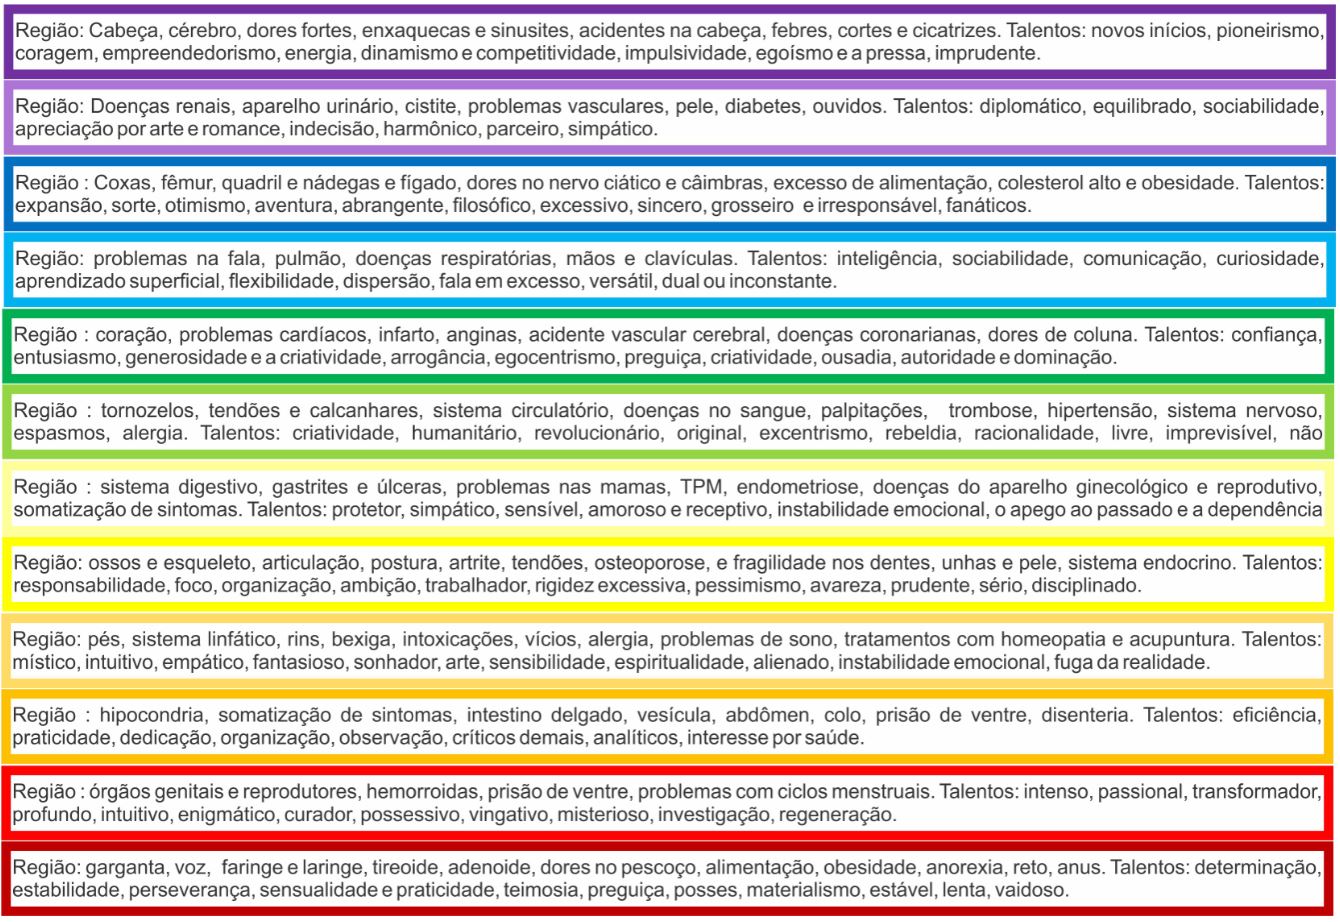 Região: Cabeça, cérebro, dores fortes, enxaquecas e sinusites, acidentes na cabeça, febres, cortes e cicatrizes. Talentos: novos inícios, pioneirismo,
coragem, empreendedorismo, energia, dinamismo e competitividade, impulsividade, egoísmo e a pressa, imprudente.
Região: Doenças renais, aparelho urinário, cistite, problemas vasculares, pele, diabetes, ouvidos. Talentos: diplomático, equilibrado, sociabilidade,
apreciação por arte e romance, indecisão, harmônico, parceiro, simpático.
Região : Coxas, fêmur, quadril e nádegas e fígado, dores no nervo ciático e câimbras, excesso de alimentação, colesterol alto e obesidade. Talentos:
expansão, sorte, otimismo, aventura, abrangente, filosófico, excessivo, sincero, grosseiro e irresponsável, fanáticos.
Região: problemas na fala, pulmão, doenças respiratórias, mãos e clavículas. Talentos: inteligência, sociabilidade, comunicação, curiosidade,
aprendizado superficial, flexibilidade, dispersão, fala em excesso, versátil, dual ou inconstante.
Região : coração, problemas cardíacos, infarto, anginas, acidente vascular cerebral, doenças coronarianas, dores de coluna. Talentos: confiança,
entusiasmo, generosidade e a criatividade, arrogância, egocentrismo, preguiça, criatividade, ousadia, autoridade e dominação.
Região : tornozelos, tendões e calcanhares, sistema circulatório, doenças no sangue, palpitações, trombose, hipertensão, sistema nervoso,
espasmos, alergia. Talentos: criatividade, humanitário, revolucionário, original, excentrismo, rebeldia, racionalidade, livre, imprevisível, não
Região : sistema digestivo, gastrites e úlceras, problemas nas mamas, TPM, endometriose, doenças do aparelho ginecológico e reprodutivo,
somatização de sintomas. Talentos: protetor, simpático, sensível, amoroso e receptivo, instabilidade emocional, o apego ao passado e a dependência
Região: ossos e esqueleto, articulação, postura, artrite, tendões, osteoporose, e fragilidade nos dentes, unhas e pele, sistema endocrino. Talentos:
responsabilidade, foco, organização, ambição, trabalhador, rigidez excessiva, pessimismo, avareza, prudente, sério, disciplinado.
Região: pés, sistema linfático, rins, bexiga, intoxicações, vícios, alergia, problemas de sono, tratamentos com homeopatia e acupuntura. Talentos:
místico, intuitivo, empático, fantasioso, sonhador, arte, sensibilidade, espiritualidade, alienado, instabilidade emocional, fuga da realidade.
Região : hipocondria, somatização de sintomas, intestino delgado, vesícula, abdômen, colo, prisão de ventre, disenteria. Talentos: eficiência,
praticidade, dedicação, organização, observação, críticos demais, analíticos, interesse por saúde.
Região : órgãos genitais e reprodutores, hemorroidas, prisão de ventre, problemas com ciclos menstruais. Talentos: intenso, passional, transformador,
profundo, intuitivo, enigmático, curador, possessivo, vingativo, misterioso, investigação, regeneração.
Região: garganta, voz, faringe e laringe, tireoide, adenoide, dores no pescoço, alimentação, obesidade, anorexia, reto, anus. Talentos: determinação,
estabilidade, perseverança, sensualidade e praticidade, teimosia, preguiça, posses, materialismo, estável, lenta, vaidoso.